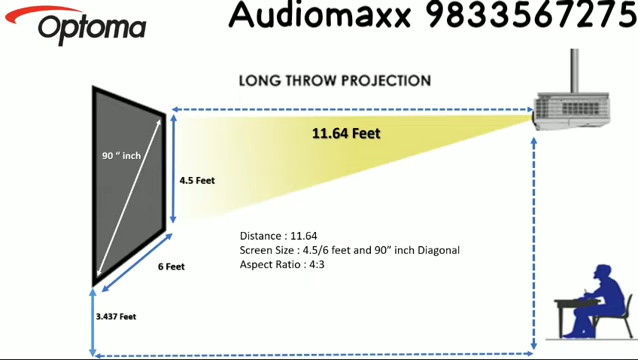 Optoma
Audiomaxx 9833567275
LONG THROW PROJECTION
11.64 Feet
90 “ inch
4.5 Feet
6 Feet
Distance : 11.64
Screen Size : 4.5/6 feet and 90” inch Diagonal
Aspect Ratio : 4:3
3.437 Feet